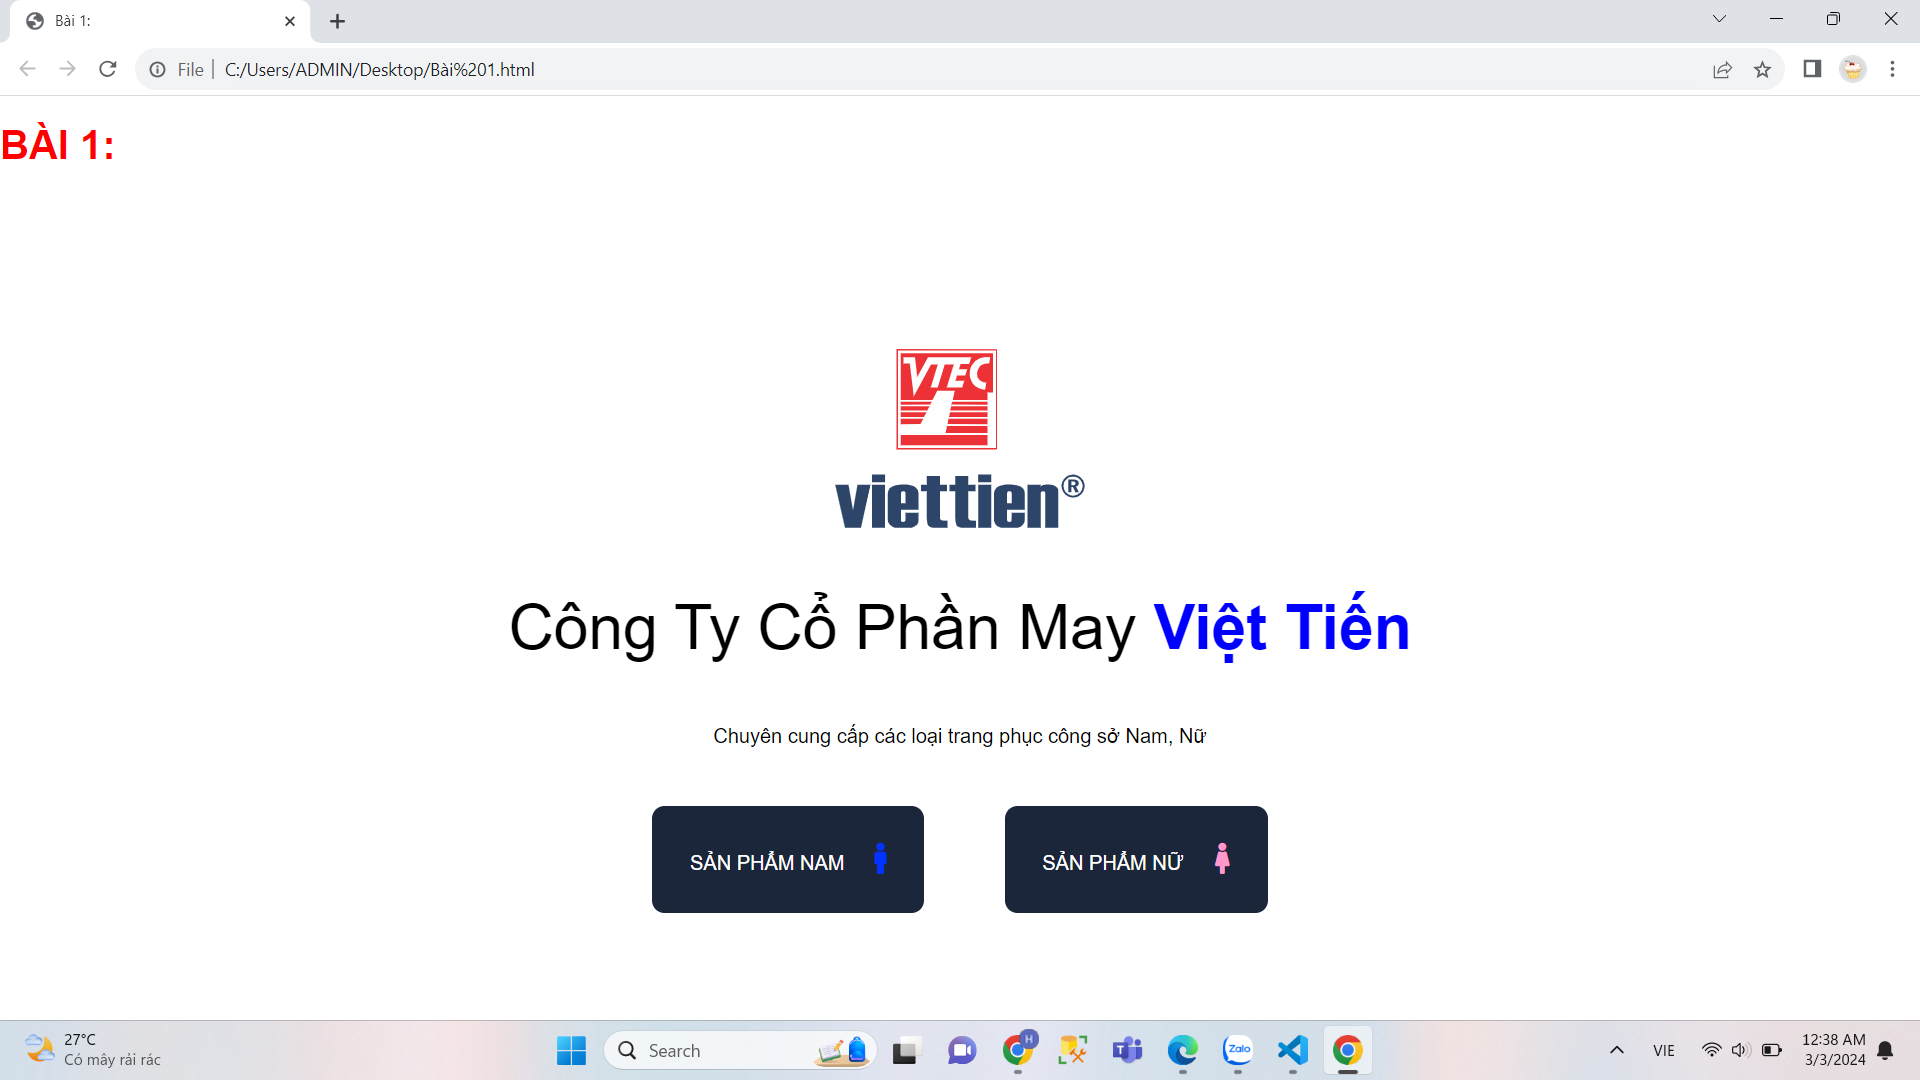 Bài 1:
File
C:/Users/ADMIN/Desktop/Bài%201.html
BÀI 1:
VTEC
viettien®
Công Ty Cổ Phần May Việt Tiến
Chuyên cung cấp các loại trang phục công sở Nam, Nữ
SẢN PHẨM NAM
SẢN PHẨM NỮ
27°C
Có mây rải rác
Search
H
T
Zalo
VIE
12:38 AM
3/3/2024